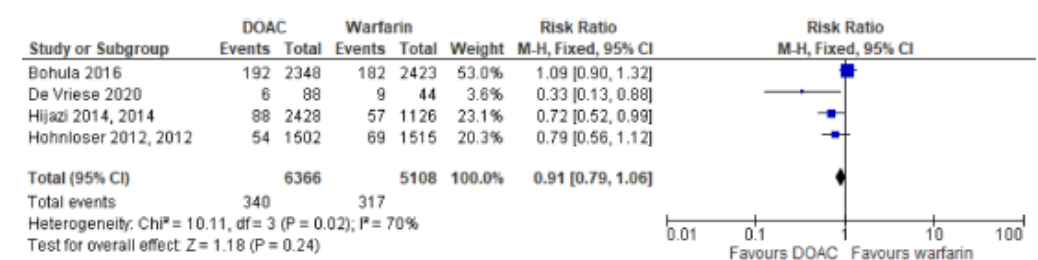 DOAC Warfarin Risk Ratio Risk Ratio
Study or Subgroup Events Total Events Total Weight M-H, Fixed, 95% CI M-H, Fixed, 95% CI
Bohula 2016 192 2348 182 2423 53.0% 1.09 [0.90, 1.32]
De Vriese 2020 6 88 9 44 3.6% 0.33 [0.13, 0.88]
Hijazi 2014, 2014 88 2428 57 1126 23.1% 0.72 [0.52, 0.99]
Hohnloser 2012, 2012 54 1502 69 1515 20.3% 0.79 [0.56, 1.12]
Total (95% CI) 6366 5108 100.0% 0.91 [0.79, 1.06]
Total events 340 317
Heterogeneity: Chi² = 10.11, df = 3 (P = 0.02); I² = 70%
Test for overall effect: Z = 1.18 (P = 0.24)
0.01 0.1 1 10 100
Favours DOAC Favours warfarin